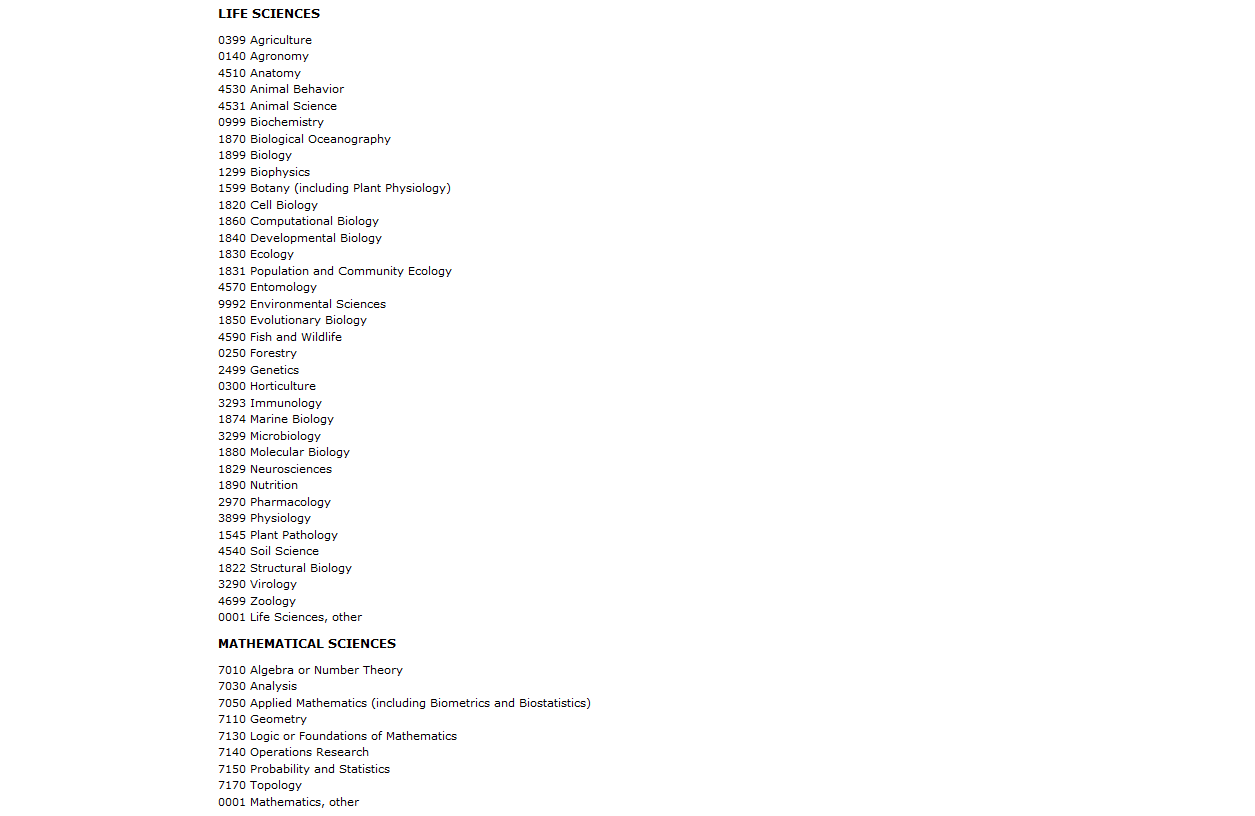 LIFE SCIENCES
0399 Agriculture
0140 Agronomy
4510 Anatomy
4530 Animal Behavior
4531 Animal Science
0999 Biochemistry
1870 Biological Oceanography
1899 Biology
1299 Biophysics
1599 Botany (including Plant Physiology)
1820 Cell Biology
1860 Computational Biology
1840 Developmental Biology
1830 Ecology
1831 Population and Community Ecology
4570 Entomology
9992 Environmental Sciences
1850 Evolutionary Biology
4590 Fish and Wildlife
0250 Forestry
2499 Genetics
0300 Horticulture
3293 Immunology
1874 Marine Biology
3299 Microbiology
1880 Molecular Biology
1829 Neurosciences
1890 Nutrition
2970 Pharmacology
3899 Physiology
1545 Plant Pathology
4540 Soil Science
1822 Structural Biology
3290 Virology
4699 Zoology
0001 Life Sciences, other
MATHEMATICAL SCIENCES
7010 Algebra or Number Theory
7030 Analysis
7050 Applied Mathematics (including Biometrics and Biostatistics)
7110 Geometry
7130 Logic or Foundations of Mathematics
7140 Operations Research
7150 Probability and Statistics
7170 Topology
0001 Mathematics, other